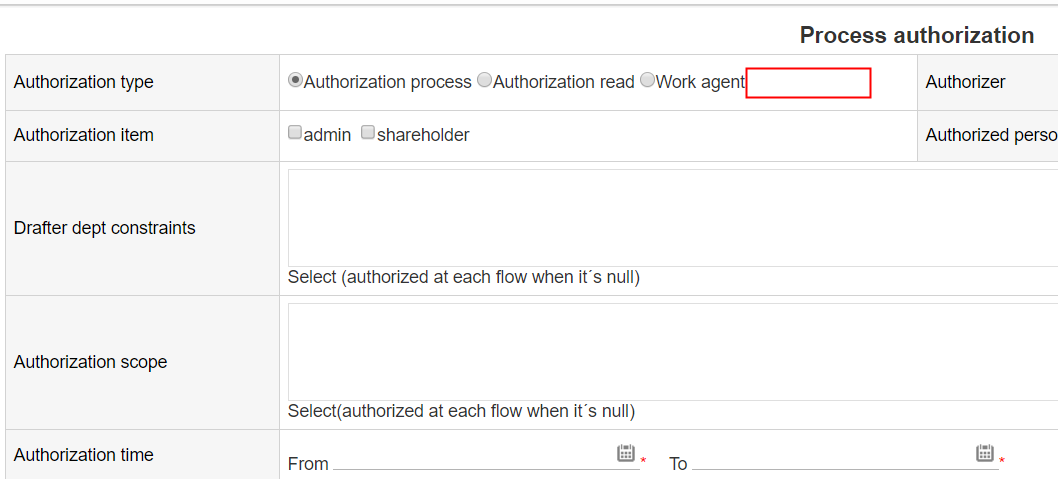 Process authorization
Authorization type
Authorization process Authorization read Work agent
Authorizer
Authorization item
admin shareholder
Authorized perso
Drafter dept constraints
Select (authorized at each flow when it´s null)
Authorization scope
Select(authorized at each flow when it´s null)
Authorization time
From * To *